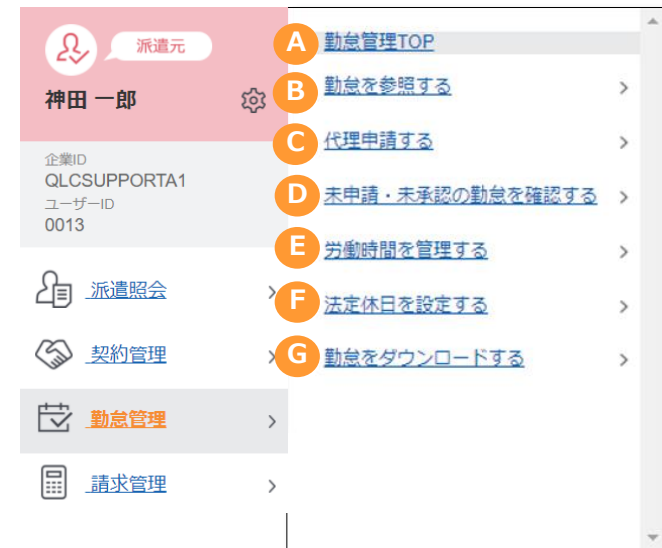 派遣元
神田 一郎
企業ID
QLCSUPPORTA1
ユーザーID
0013
派遣照会
契約管理
勤怠管理
請求管理
A 勤怠管理TOP
B 勤怠を参照する
C 代理申請する
D 未申請・未承認の勤怠を確認する
E 労働時間を管理する
F 法定休日を設定する
G 勤怠をダウンロードする